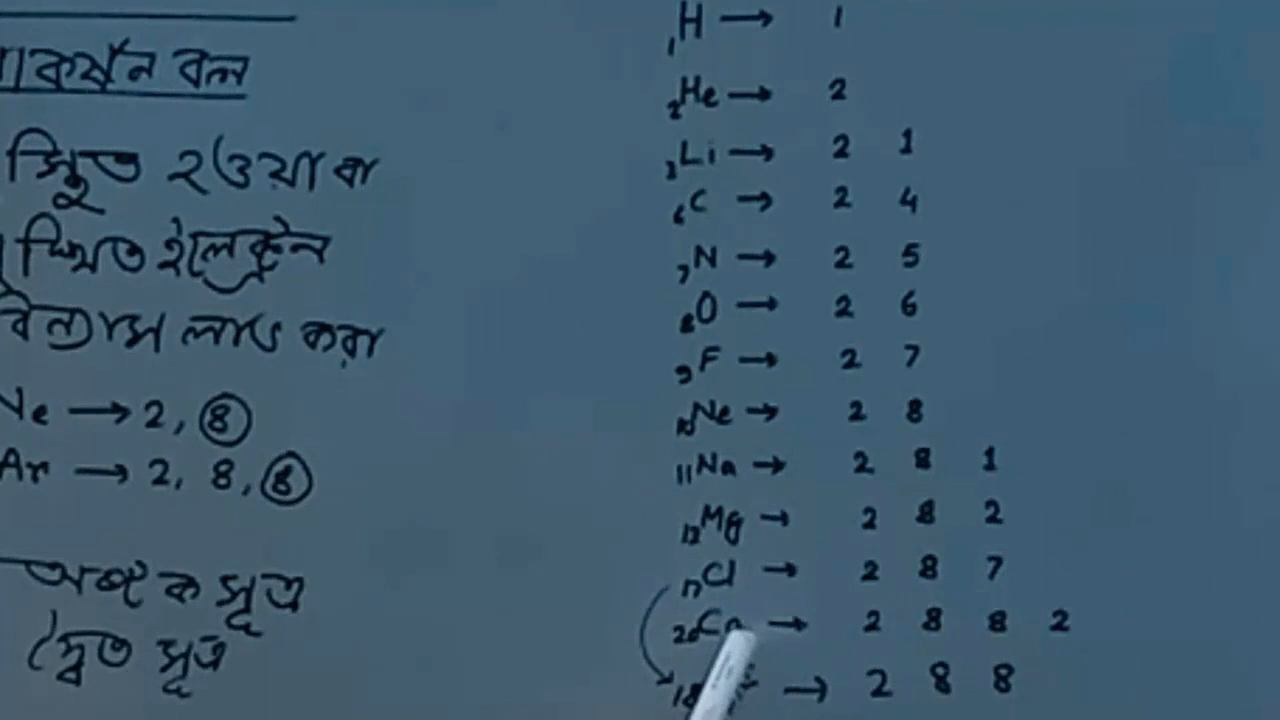 াকর্ষন বল
স্থিত হওয়া বা
স্থিত ইলেকট্রন
বিন্যাস লাভ করা
Ne → 2, 8
Ar → 2, 8, 8
অষ্টক সূত্র
দ্বৈত সূত্র
1H → 1
2He → 2
3Li → 2 1
6C → 2 4
7N → 2 5
8O → 2 6
9F → 2 7
10Ne → 2 8
11Na → 2 8 1
12Mg → 2 8 2
17Cl → 2 8 7
20Ca → 2 8 8 2
18 → 2 8 8